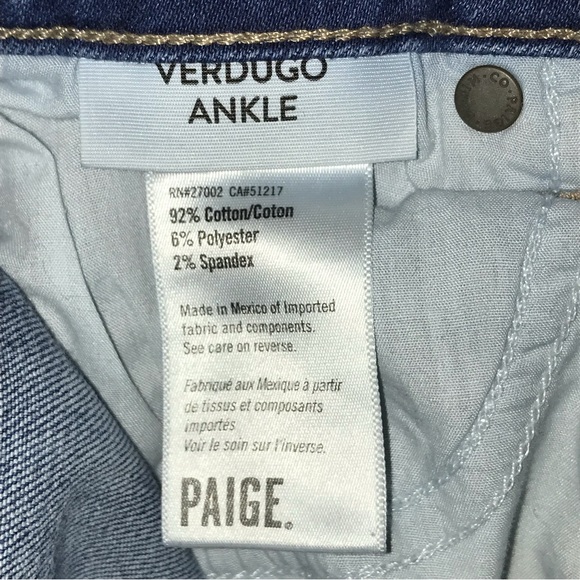 VERDUGO
ANKLE
RN#27002 CA#51217
92% Cotton/Coton
6% Polyester
2% Spandex
Made in Mexico of Imported
fabric and components.
See care on reverse.
Fabriqué aux Mexique à partir
de tissus et composants
importés
Voir le soin sur l'inverse.
PAIGE.